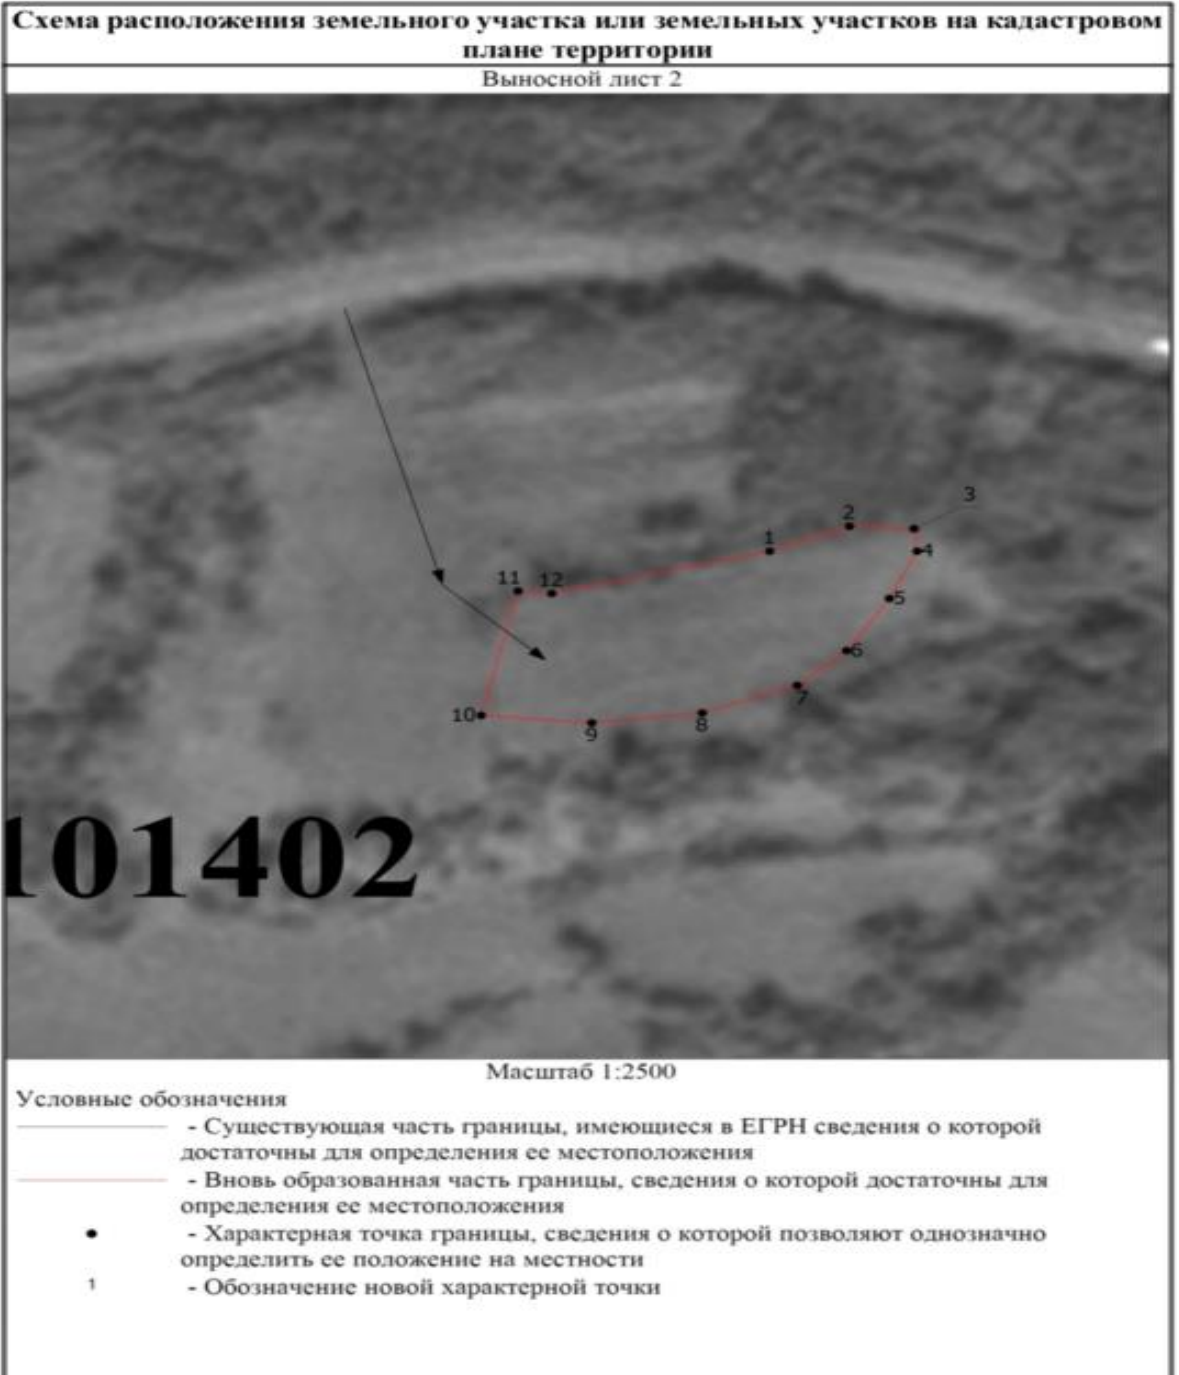 Схема расположения земельного участка или земельных участков на кадастровом
плане территории
Выносной лист 2
3
2
1
4
11 12
5
6
7
10
8
9
101402
Масштаб 1:2500
Условные обозначения
- Существующая часть границы, имеющиеся в ЕГРН сведения о которой
достаточны для определения ее местоположения
- Вновь образованная часть границы, сведения о которой достаточны для
определения ее местоположения
- Характерная точка границы, сведения о которой позволяют однозначно
определить ее положение на местности
1 - Обозначение новой характерной точки